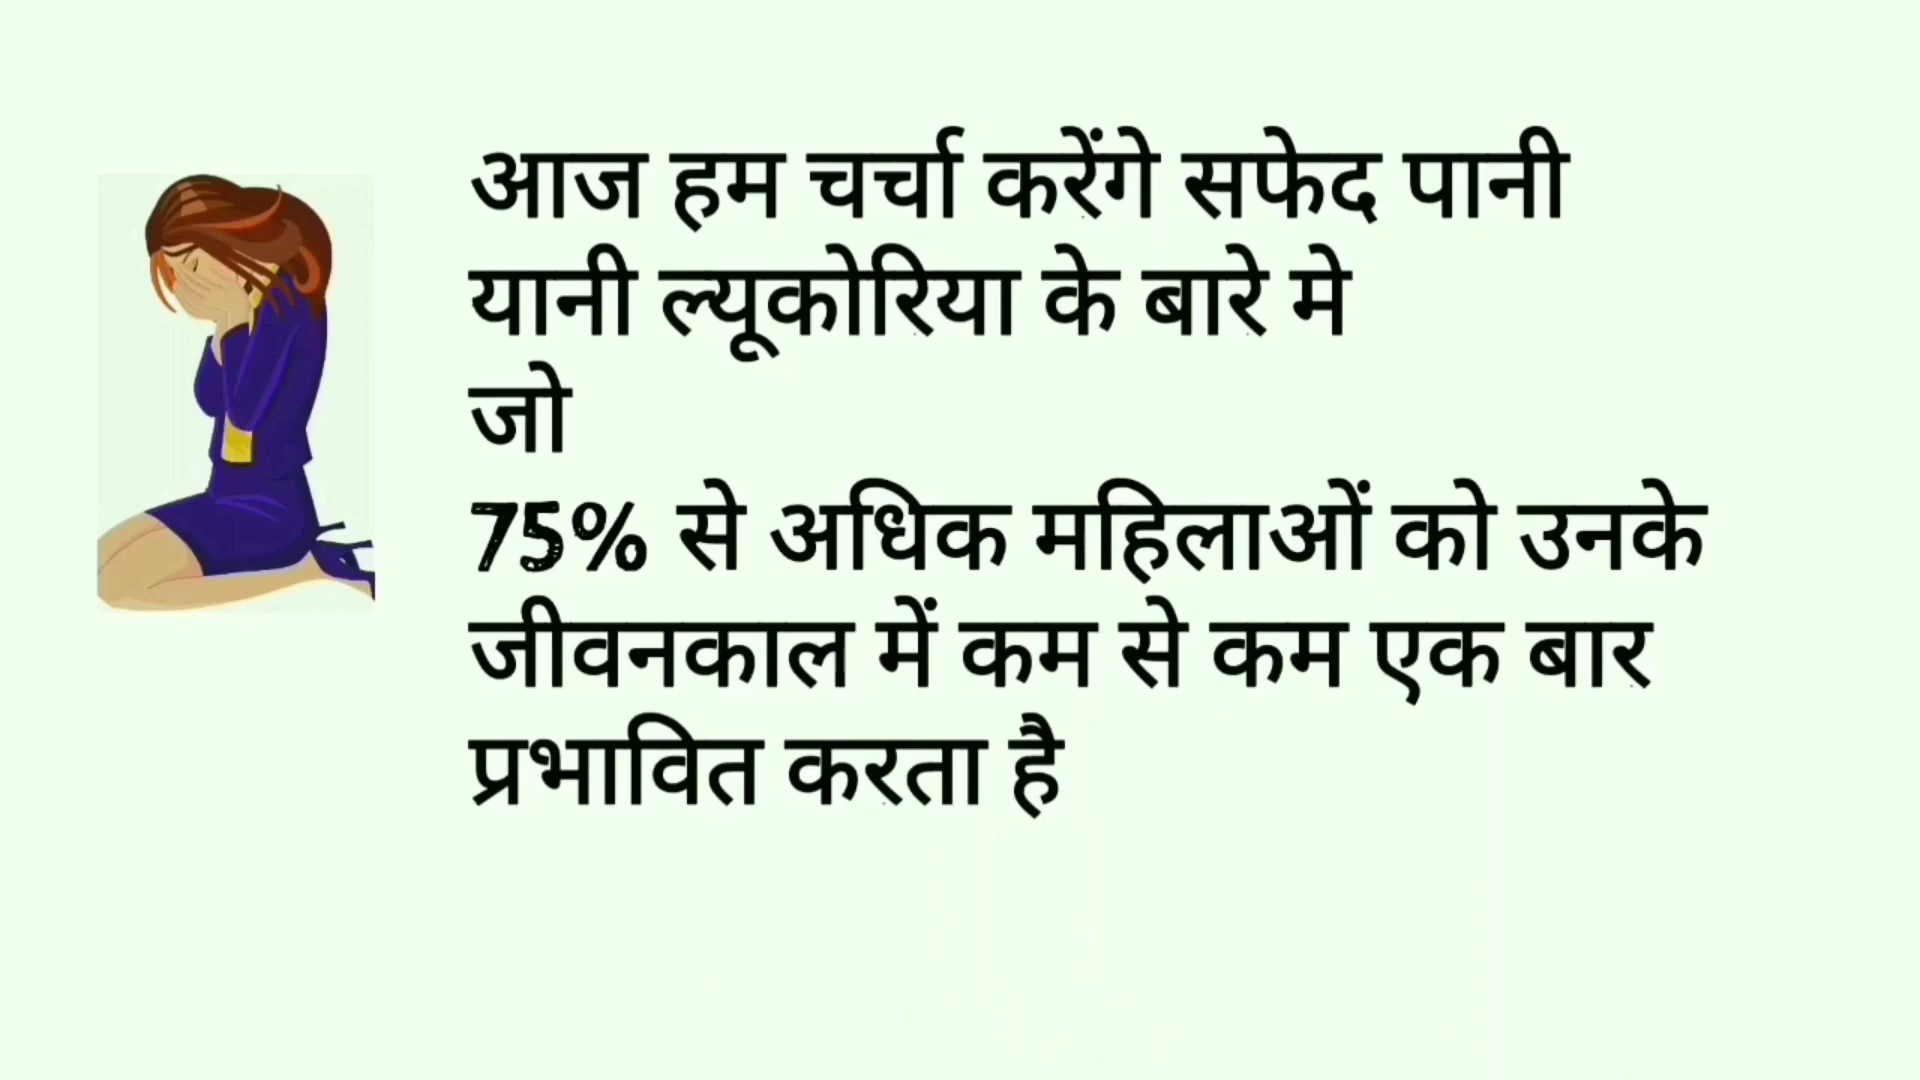 आज हम चर्चा करेंगे सफेद पानी
यानी ल्यूकोरिया के बारे मे
जो
75% से अधिक महिलाओं को उनके
जीवनकाल में कम से कम एक बार
प्रभावित करता है